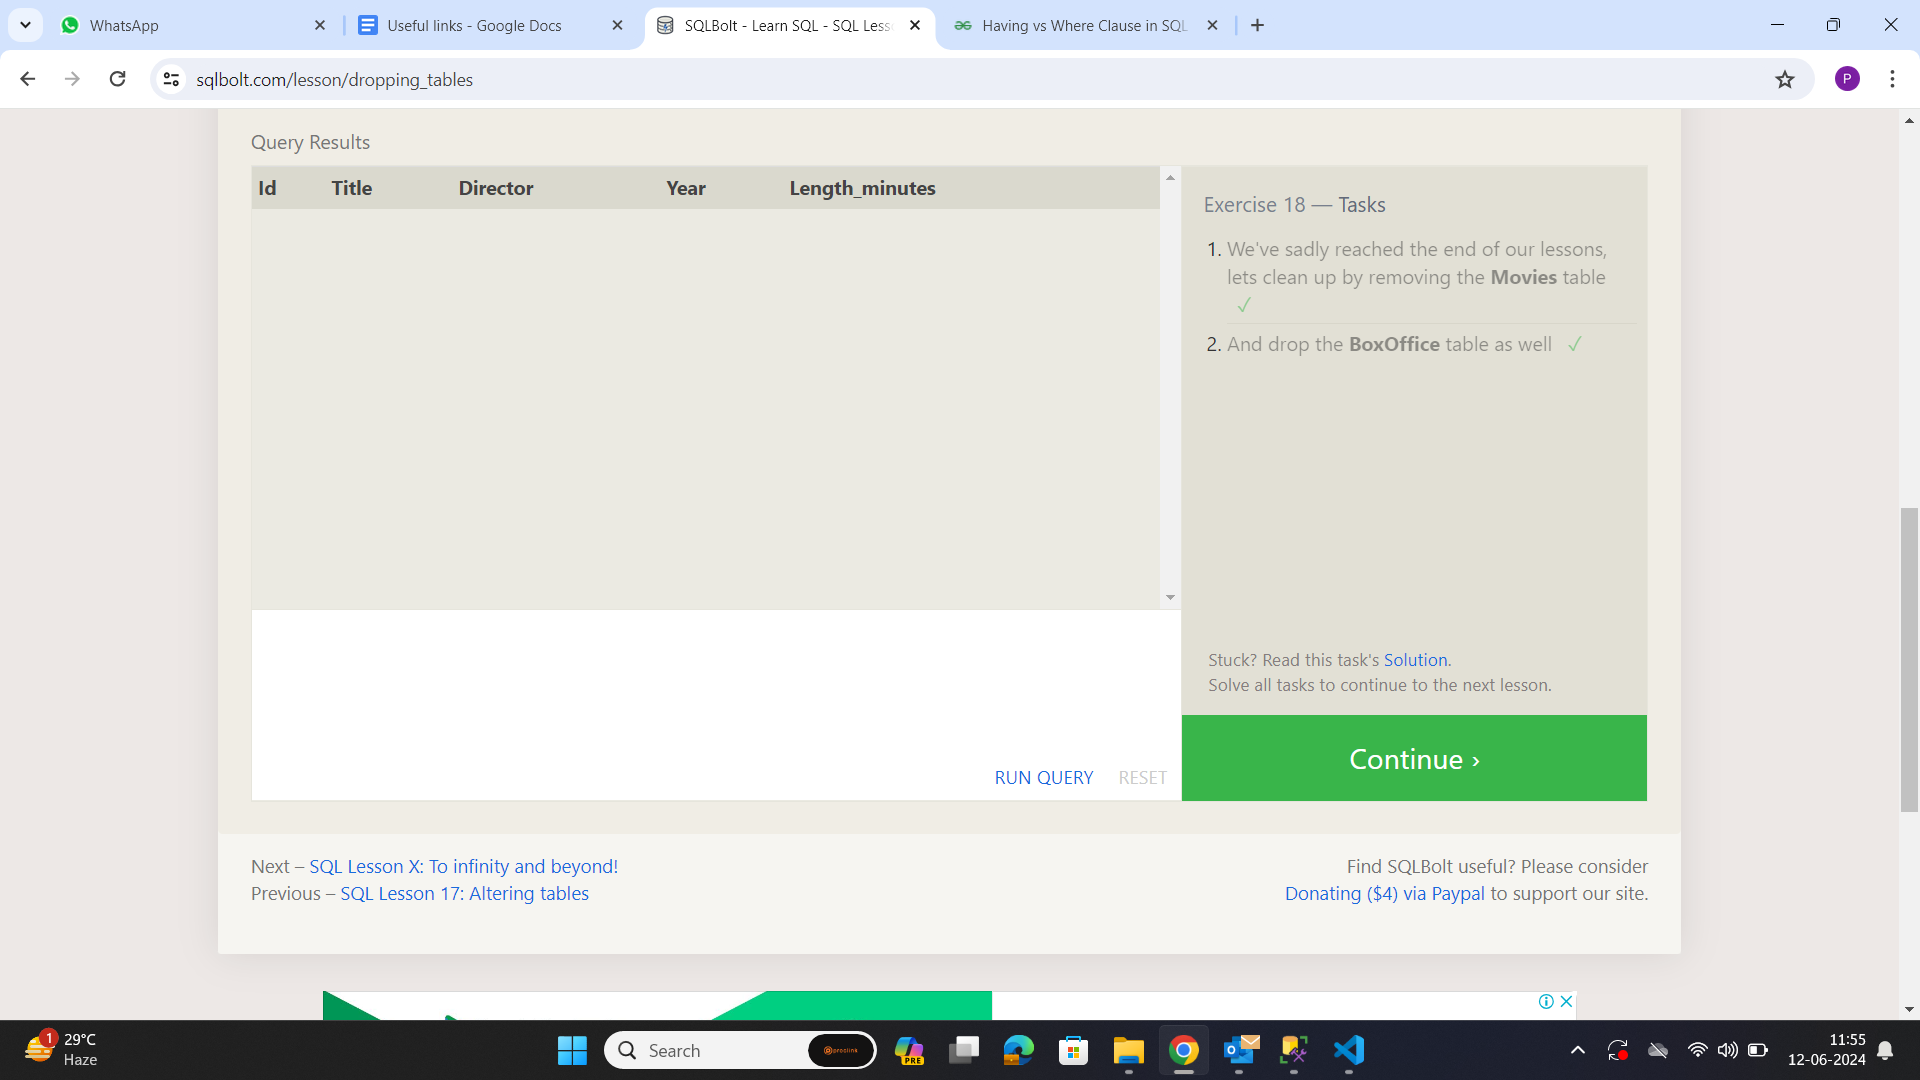 WhatsApp
Useful links - Google Docs
SQLBolt - Learn SQL - SQL Less
Having vs Where Clause in SQL
sqlbolt.com/lesson/dropping_tables
P
Query Results
Id Title Director Year Length_minutes
Exercise 18 — Tasks
1. We've sadly reached the end of our lessons,
lets clean up by removing the Movies table
✓
2. And drop the BoxOffice table as well ✓
Stuck? Read this task's Solution.
Solve all tasks to continue to the next lesson.
RUN QUERY RESET
Continue ›
Next – SQL Lesson X: To infinity and beyond!
Previous – SQL Lesson 17: Altering tables
Find SQLBolt useful? Please consider
Donating ($4) via Paypal to support our site.
1
29°C
Haze
Search
proolink
PRE
11:55
12-06-2024